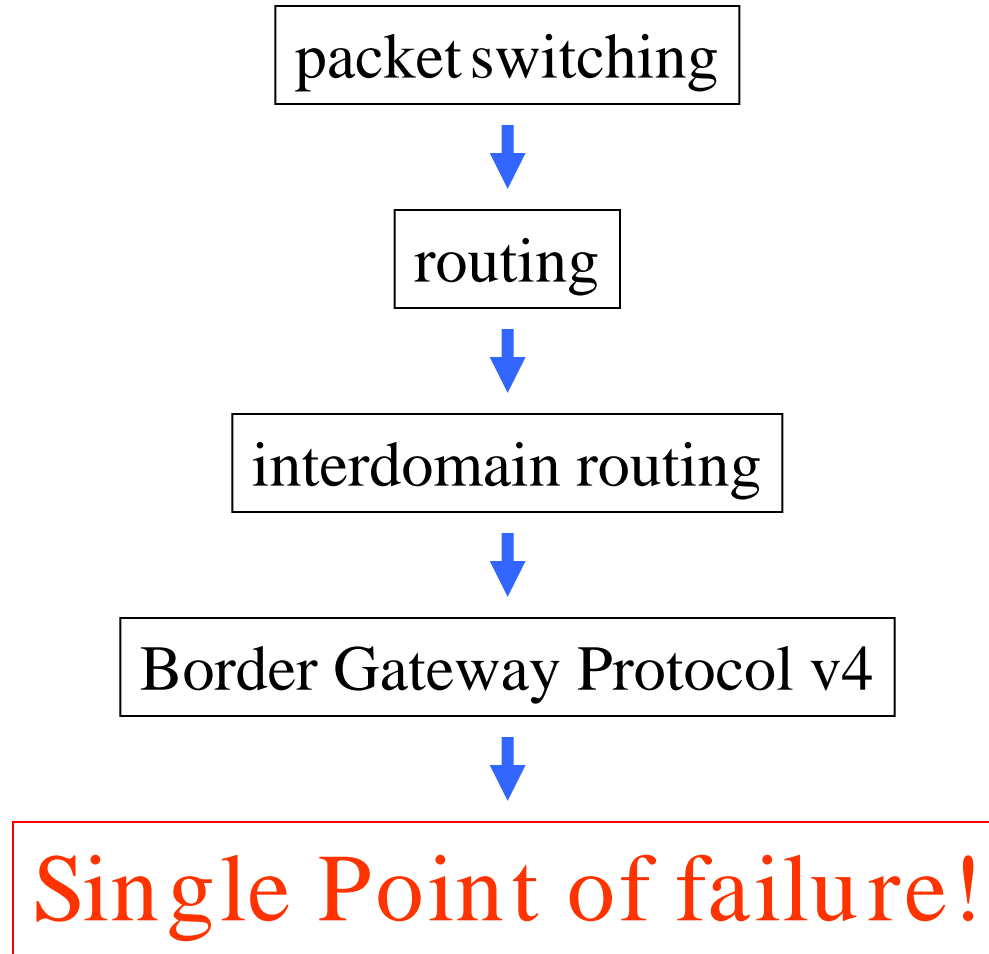 packet switching
routing
interdomain routing
Border Gateway Protocol v4
Single Point of failure!